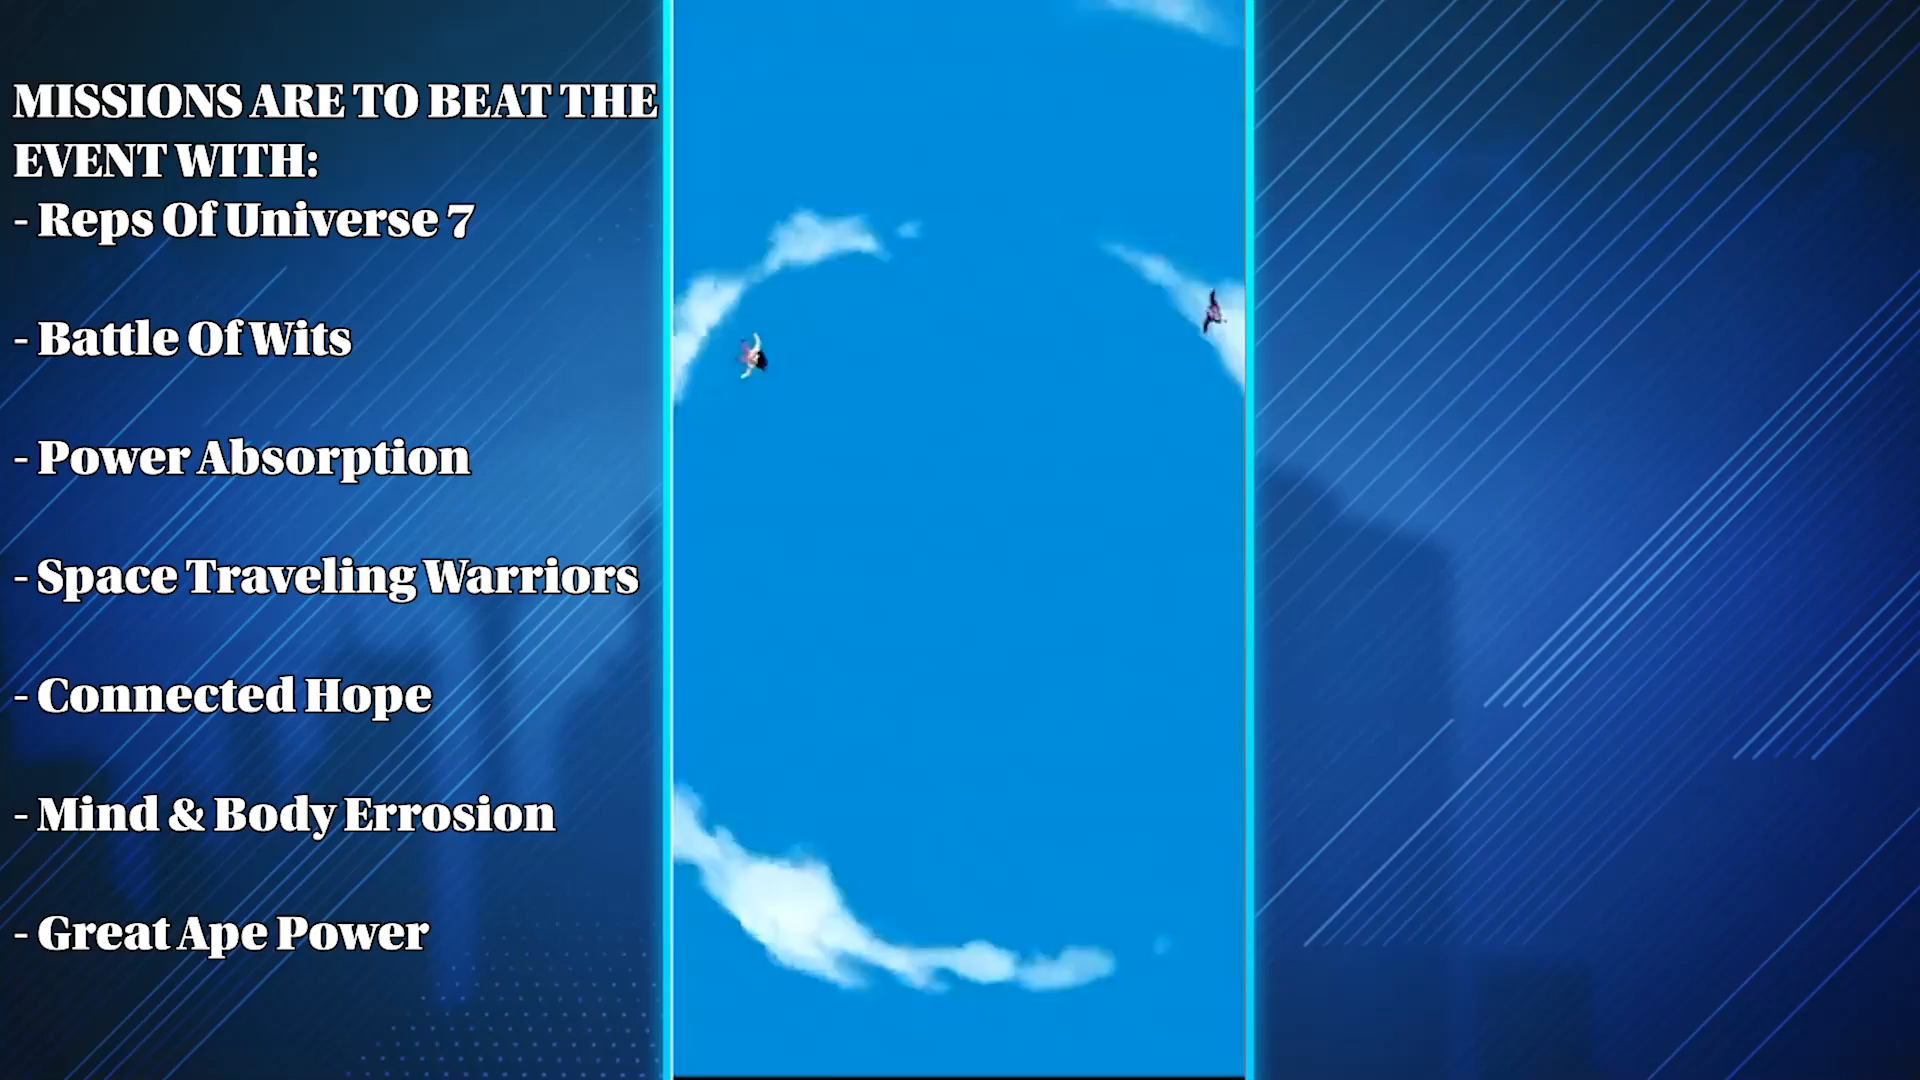 MISSIONS ARE TO BEAT THE
EVENT WITH:
- Reps Of Universe 7
- Battle Of Wits
- Power Absorption
- Space Traveling Warriors
- Connected Hope
- Mind & Body Errosion
- Great Ape Power